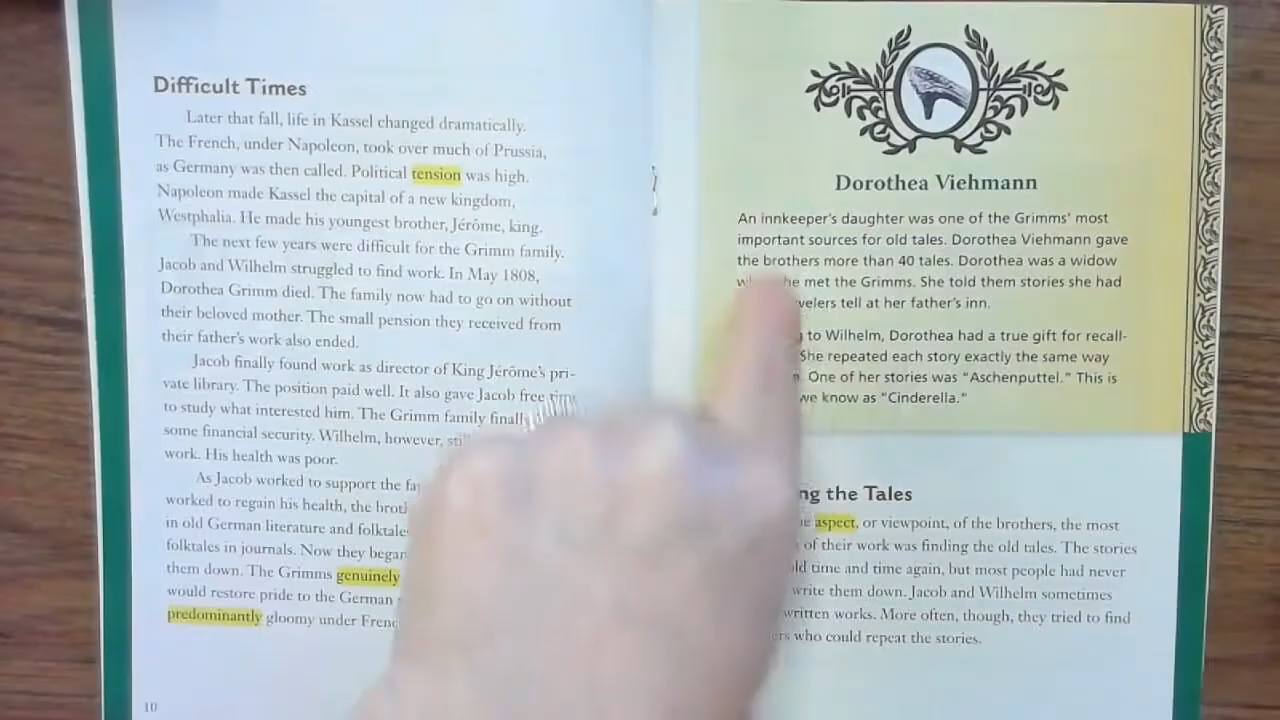 Difficult Times
Later that fall, life in Kassel changed dramatically.
The French, under Napoleon, took over much of Prussia,
as Germany was then called. Political tension was high.
Napoleon made Kassel the capital of a new kingdom,
Westphalia. He made his youngest brother, Jérôme, king.
The next few years were difficult for the Grimm family.
Jacob and Wilhelm struggled to find work. In May 1808,
Dorothea Grimm died. The family now had to go on without
their beloved mother. The small pension they received from
their father's work also ended.
Jacob finally found work as director of King Jérôme's pri-
vate library. The position paid well. It also gave Jacob free time
to study what interested him. The Grimm family
some financial security. Wilhelm, however,
work. His health was poor.
As Jacob worked to support the
worked to regain his health, the
in old German literature and
folktales in journals. Now they began
them down. The Grimms genuinely
would restore pride to the German
predominantly gloomy under
10
Dorothea Viehmann
An innkeeper's daughter was one of the Grimms' most
important sources for old tales. Dorothea Viehmann gave
the brothers more than 40 tales. Dorothea was a widow
met the Grimms. She told them stories she had
tell at her father's inn.
to Wilhelm, Dorothea had a true gift for recall-
She repeated each story exactly the same way
One of her stories was "Aschenputtel." This is
we know as "Cinderella."
the Tales
aspect, or viewpoint, of the brothers, the most
of their work was finding the old tales. The stories
time and time again, but most people had never
write them down. Jacob and Wilhelm sometimes
written works. More often, though, they tried to find
who could repeat the stories.